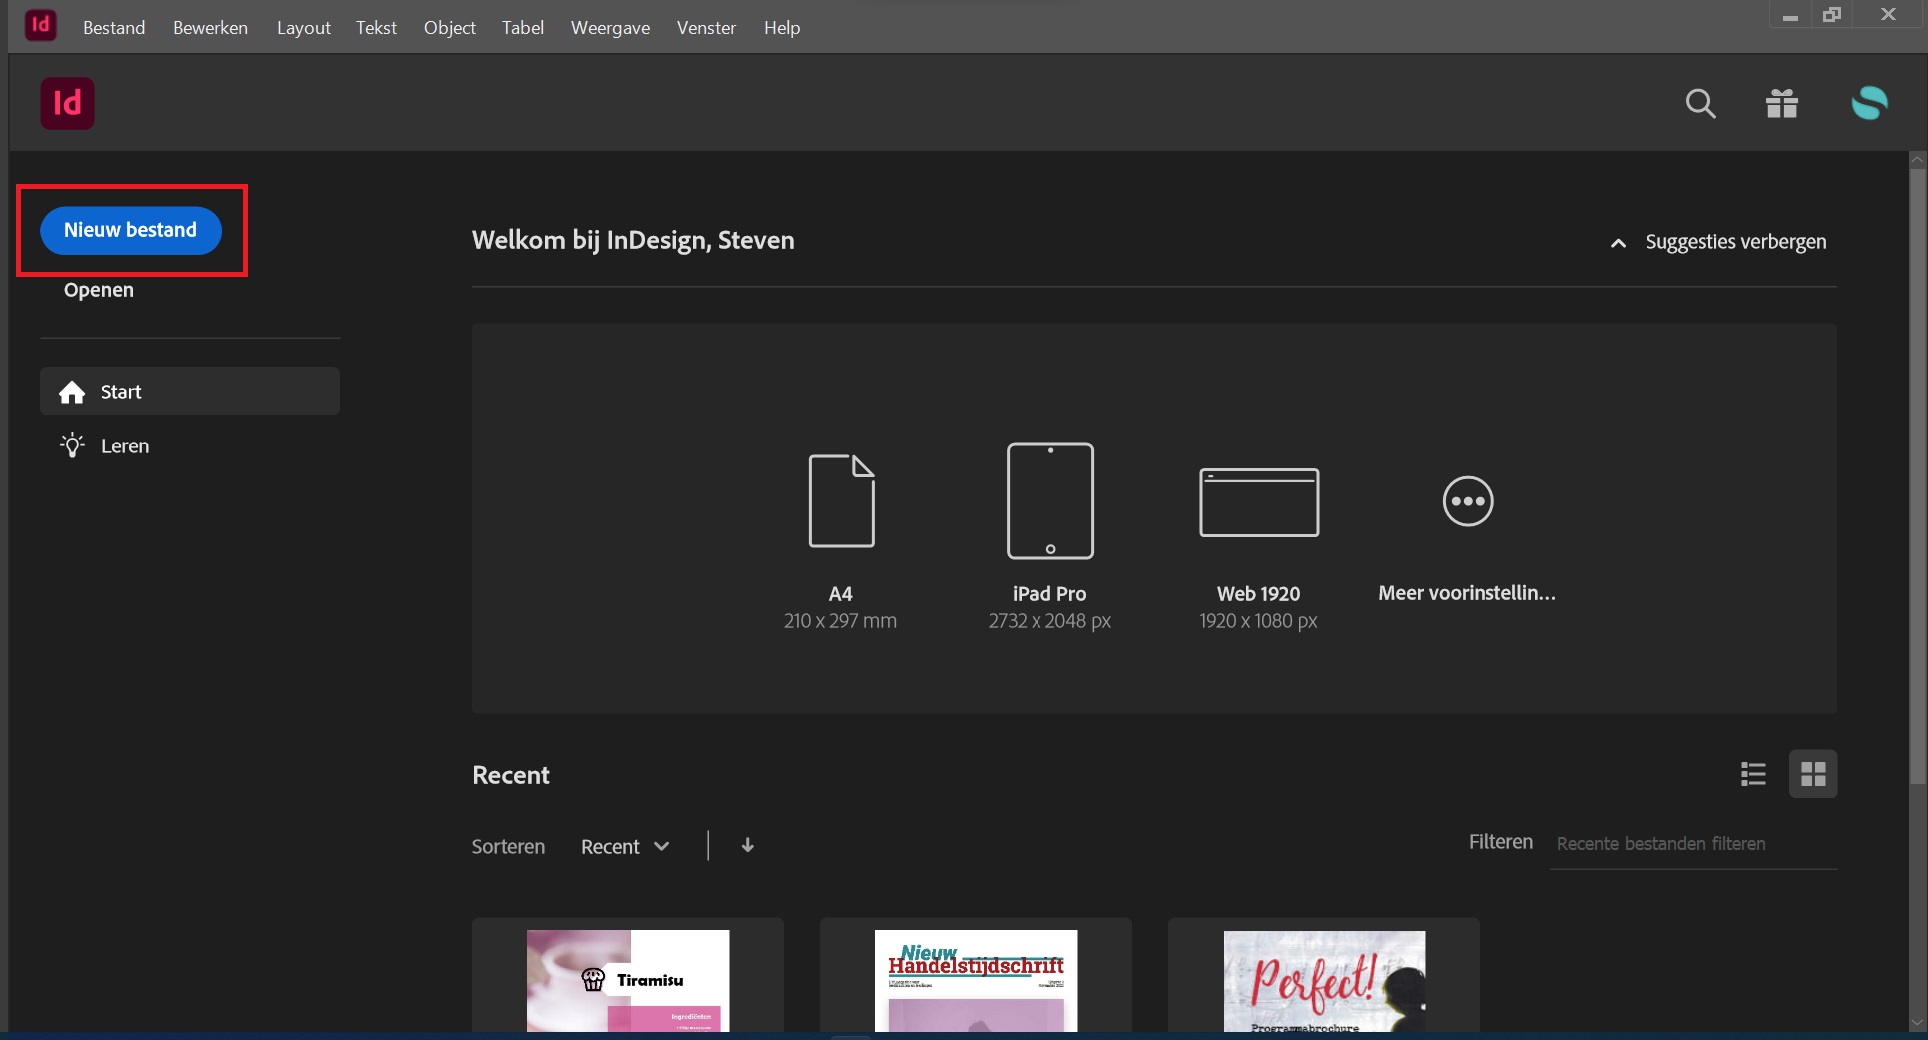 Id
Bestand Bewerken Layout Tekst Object Tabel Weergave Venster Help
Id
Nieuw bestand
Openen
Start
Leren
Welkom bij InDesign, Steven
Suggesties verbergen
A4
210 x 297 mm
iPad Pro
2732 x 2048 px
Web 1920
1920 x 1080 px
Meer voorinstellin...
Recent
Sorteren Recent
Filteren Recente bestanden filteren
Tiramisu
Ingrediënten
Nieuw
Handelstijdschrift
Perfect!
Programmabrochure